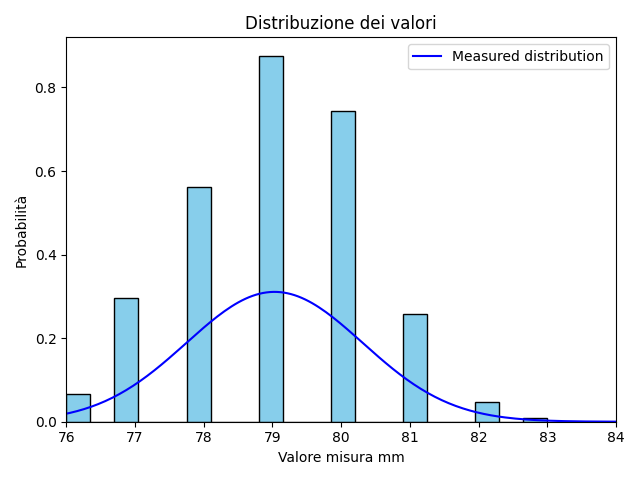 Distribuzione dei valori
Measured distribution
Probabilità
0.8
0.6
0.4
0.2
0.0
76 77 78 79 80 81 82 83 84
Valore misura mm